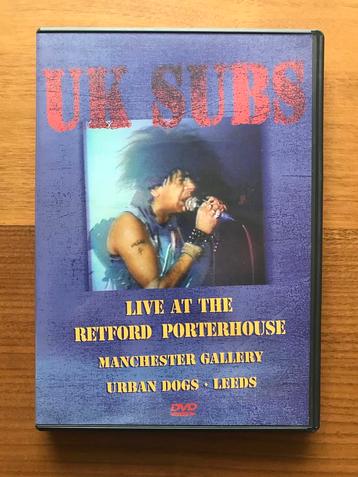 UK SUBS
LIVE AT THE
RETFORD PORTERHOUSE
MANCHESTER GALLERY
URBAN DOGS · LEEDS
DVD